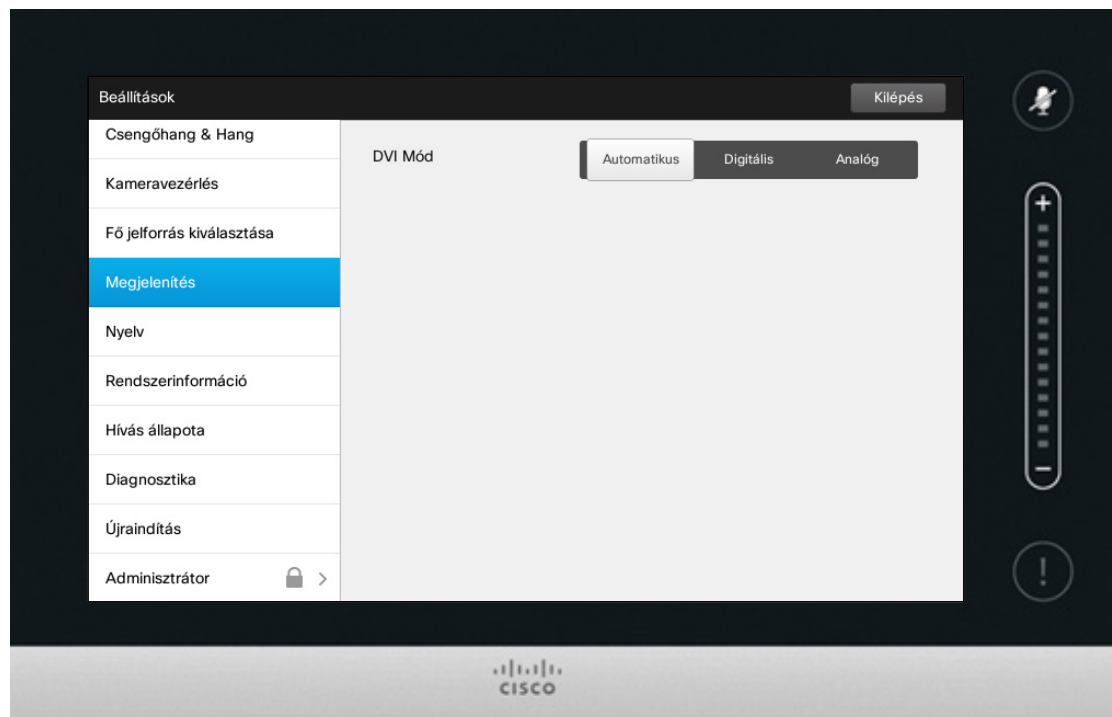 Beállítások
Kilépés
Csengőhang & Hang
DVI Mód
Automatikus
Digitális
Analóg
Kameravezérlés
Fő jelforrás kiválasztása
Megjelenítés
Nyelv
Rendszerinformáció
Hívás állapota
Diagnosztika
Újraindítás
Adminisztrátor
CISCO